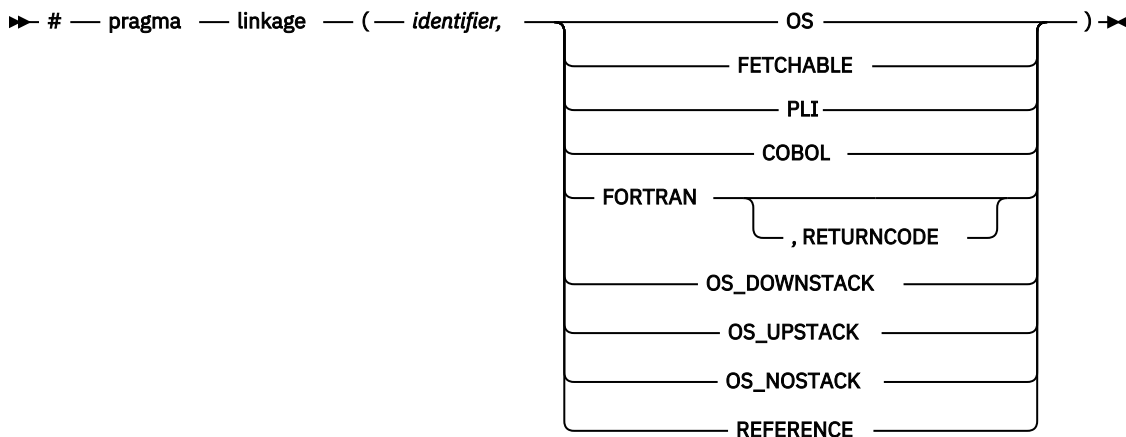 # pragma linkage ( identifier, OS )
FETCHABLE
PLI
COBOL
FORTRAN
, RETURNCODE
OS_DOWNSTACK
OS_UPSTACK
OS_NOSTACK
REFERENCE